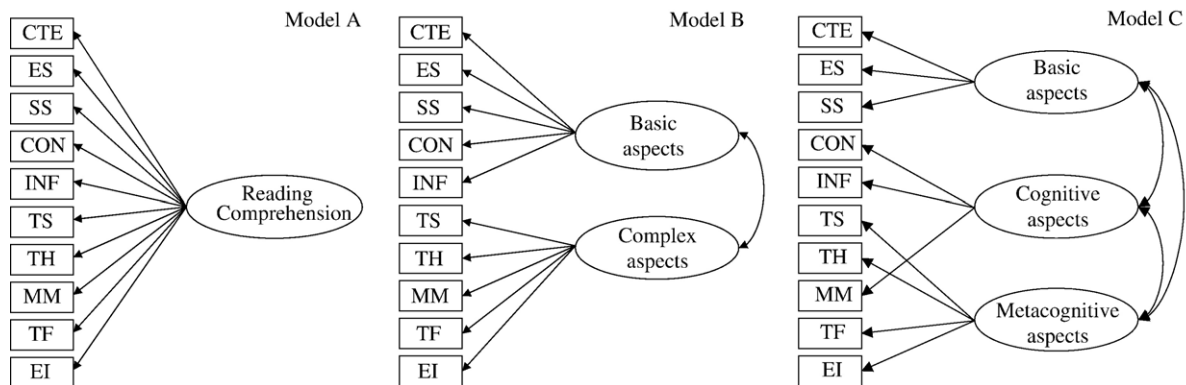 Model A
CTE
ES
SS
CON
INF
TS
TH
MM
TF
EI
Reading
Comprehension
Model B
CTE
ES
SS
CON
INF
TS
TH
MM
TF
EI
Basic
aspects
Complex
aspects
Model C
CTE
ES
SS
CON
INF
TS
TH
MM
TF
EI
Basic
aspects
Cognitive
aspects
Metacognitive
aspects